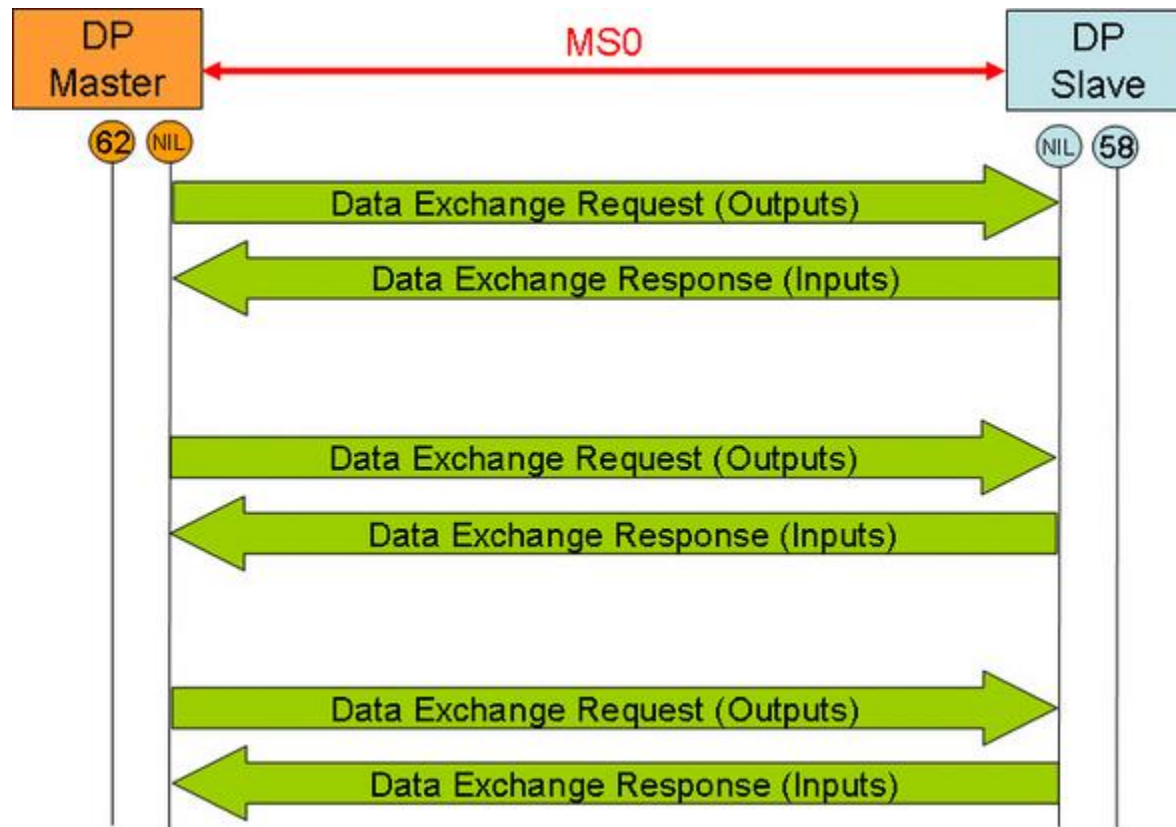 DP
Master
MS0
DP
Slave
62
NIL
NIL
58
Data Exchange Request (Outputs)
Data Exchange Response (Inputs)
Data Exchange Request (Outputs)
Data Exchange Response (Inputs)
Data Exchange Request (Outputs)
Data Exchange Response (Inputs)